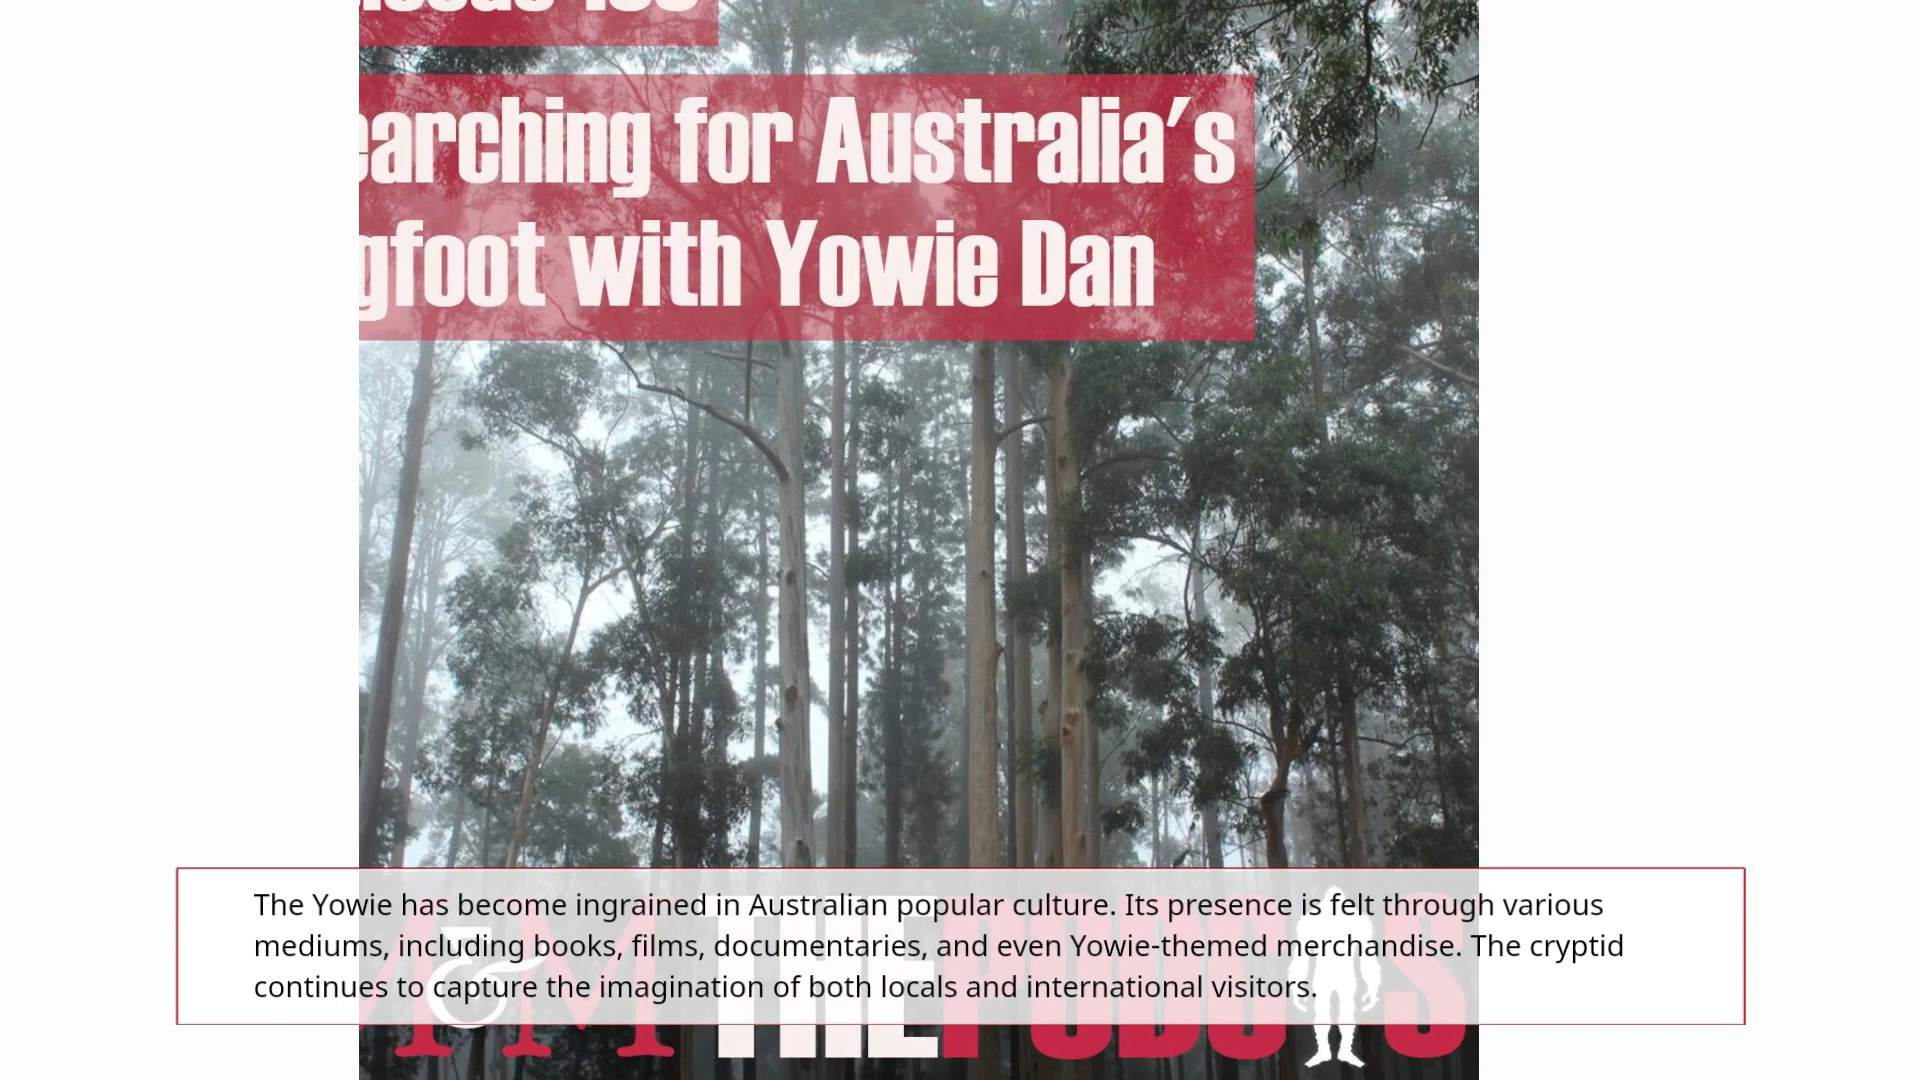 earching for Australia's
gfoot with Yowie Dan
The Yowie has become ingrained in Australian popular culture. Its presence is felt through various
mediums, including books, films, documentaries, and even Yowie-themed merchandise. The cryptid
continues to capture the imagination of both locals and international visitors.
M&M THE PODD S